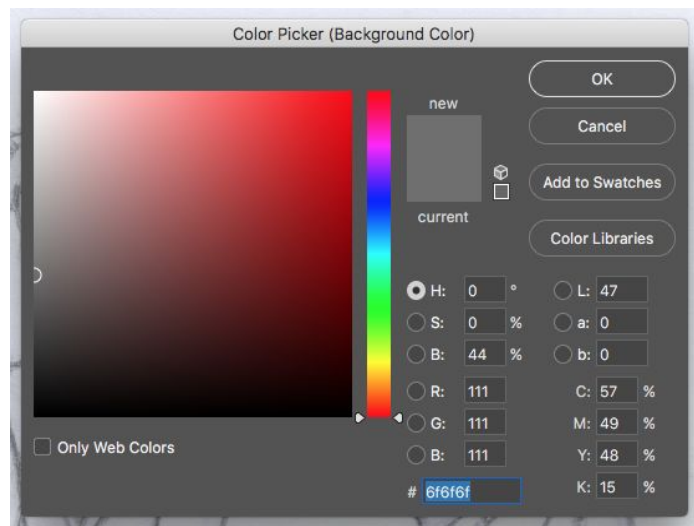 Color Picker (Background Color)
new
current
OK
Cancel
Add to Swatches
Color Libraries
H: 0 °
S: 0 %
B: 44 %
R: 111
G: 111
B: 111
# 6f6f6f
L: 47
a: 0
b: 0
C: 57 %
M: 49 %
Y: 48 %
K: 15 %
Only Web Colors